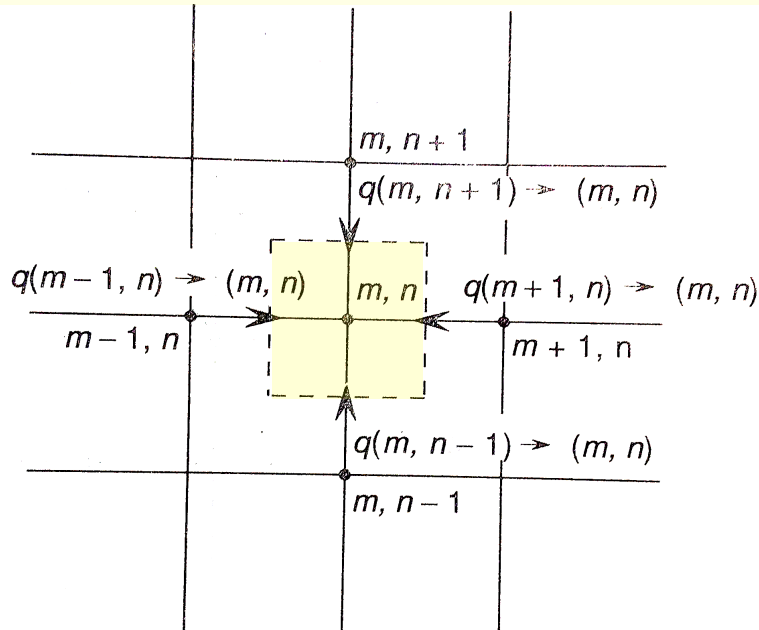 m, n + 1
q(m, n + 1) → (m, n)
q(m − 1, n) → (m, n)
m, n
q(m + 1, n) → (m, n)
m − 1, n
m + 1, n
q(m, n − 1) → (m, n)
m, n − 1